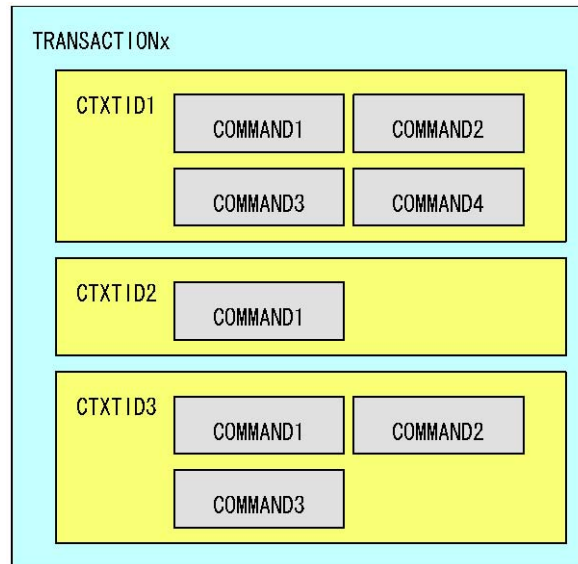 TRANSACTIONx
CTXTID1
COMMAND1 COMMAND2
COMMAND3 COMMAND4
CTXTID2
COMMAND1
CTXTID3
COMMAND1 COMMAND2
COMMAND3